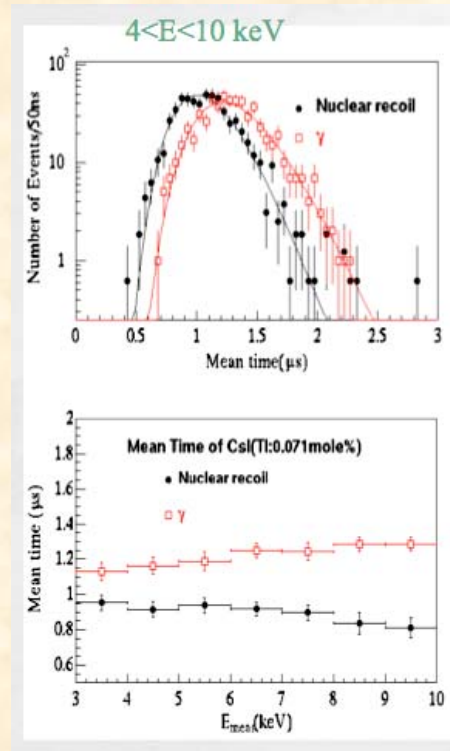 4<E<10 keV
Number of Events/50ns
10²
10
1
Nuclear recoil
γ
0 0.5 1 1.5 2 2.5 3
Mean time(μs)
Mean time (μs)
2
1.8
1.6
1.4
1.2
1
0.8
0.6
Mean Time of CsI(Tl:0.071mole%)
Nuclear recoil
γ
3 4 5 6 7 8 9 10
E meas(keV)